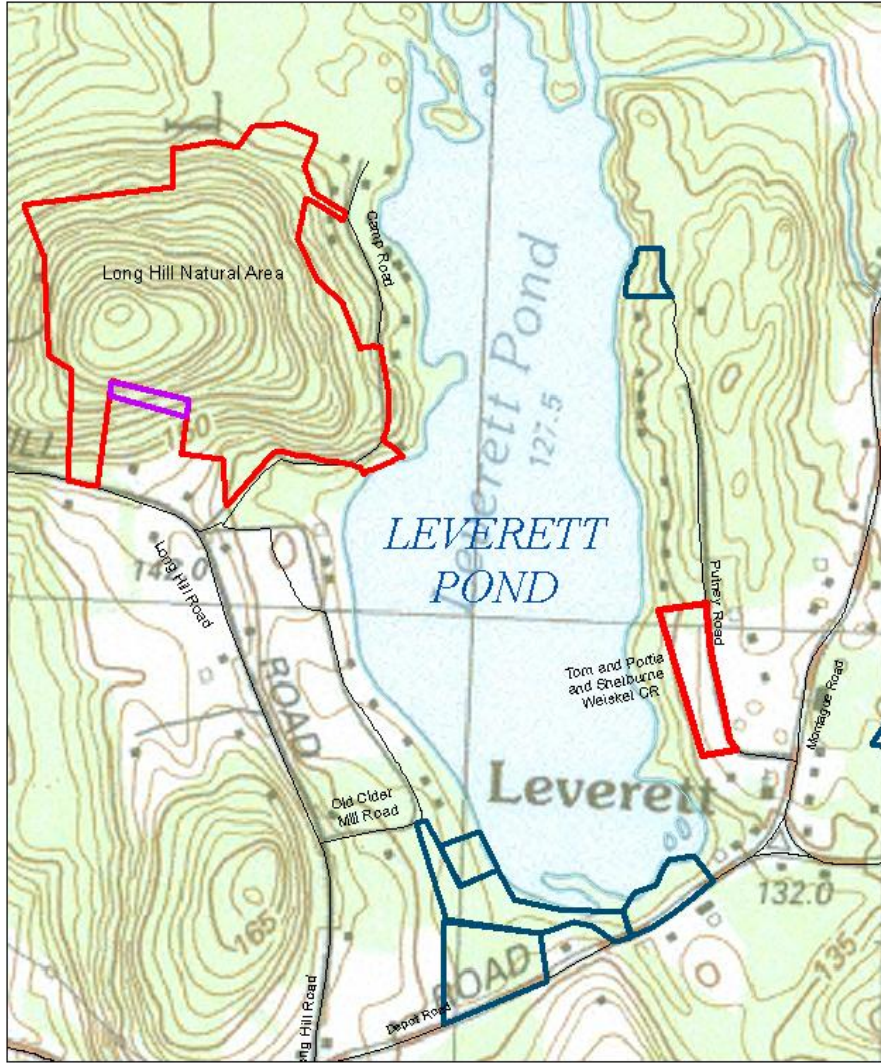 Camp Road
Long Hill Natural Area
Leverett Pond
127.5
HILL
LEVERETT
POND
142.0
Long Hill Road
Putney Road
Tom and Portia
and Shelburne
Weiskel CR
ROAD
Montague Road
Leverett
Old Cider
Mill Road
132.0
165
ROAD
135
Depot Road
ng Hill Road